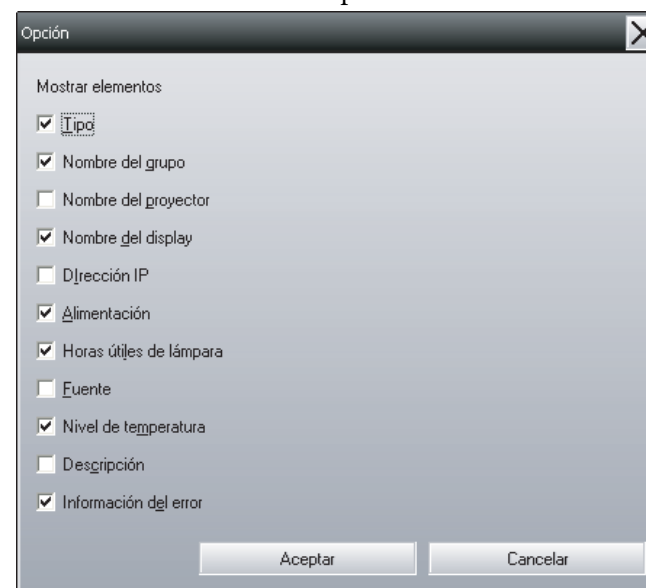 Opción
Mostrar elementos
Tipo
Nombre del grupo
Nombre del proyector
Nombre del display
DIrección IP
Alimentación
Horas útiles de lámpara
Fuente
Nivel de temperatura
Descripción
Información del error
Aceptar Cancelar